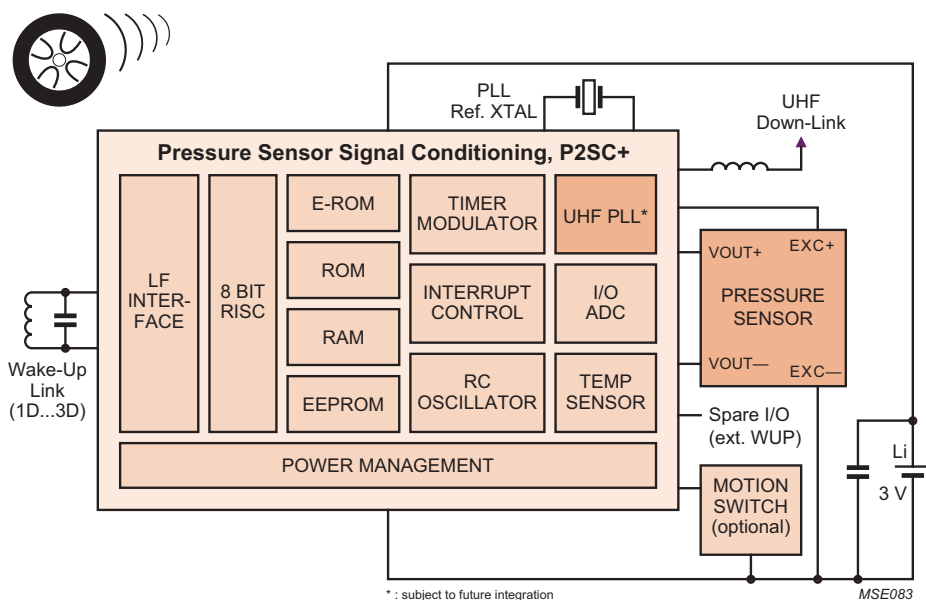 PLL
Ref. XTAL
UHF
Down-Link
Pressure Sensor Signal Conditioning, P2SC+
LF
INTER-
FACE
8 BIT
RISC
E-ROM
ROM
RAM
EEPROM
TIMER
MODULATOR
INTERRUPT
CONTROL
RC
OSCILLATOR
UHF PLL*
I/O
ADC
TEMP
SENSOR
POWER MANAGEMENT
Wake-Up
Link
(1D...3D)
VOUT+
EXC+
PRESSURE
SENSOR
VOUT—
EXC—
Spare I/O
(ext. WUP)
MOTION
SWITCH
(optional)
Li
3 V
* : subject to future integration
MSE083